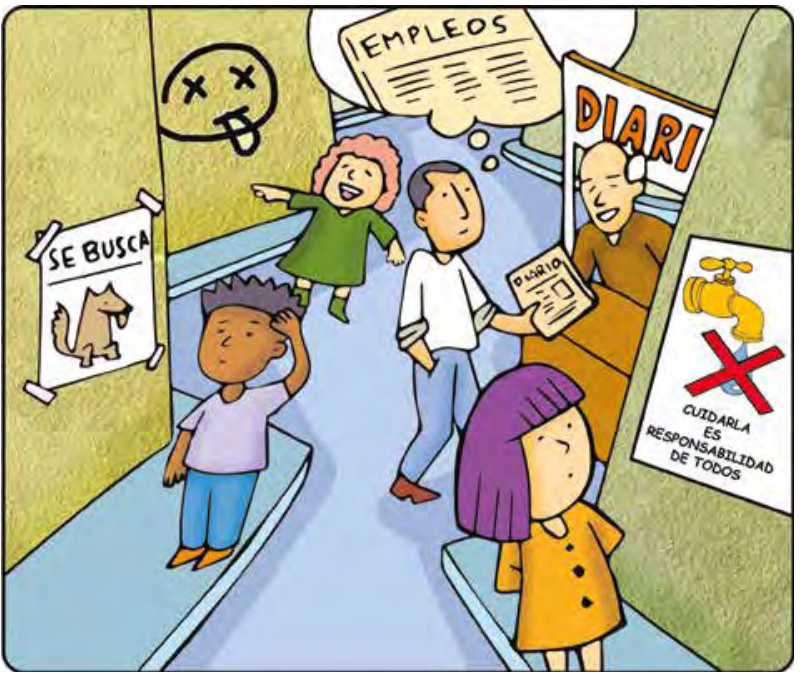 EMPLEOS
DIARI
SE BUSCA
DIARIO
CUIDARLA
ES
RESPONSABILIDAD
DE TODOS